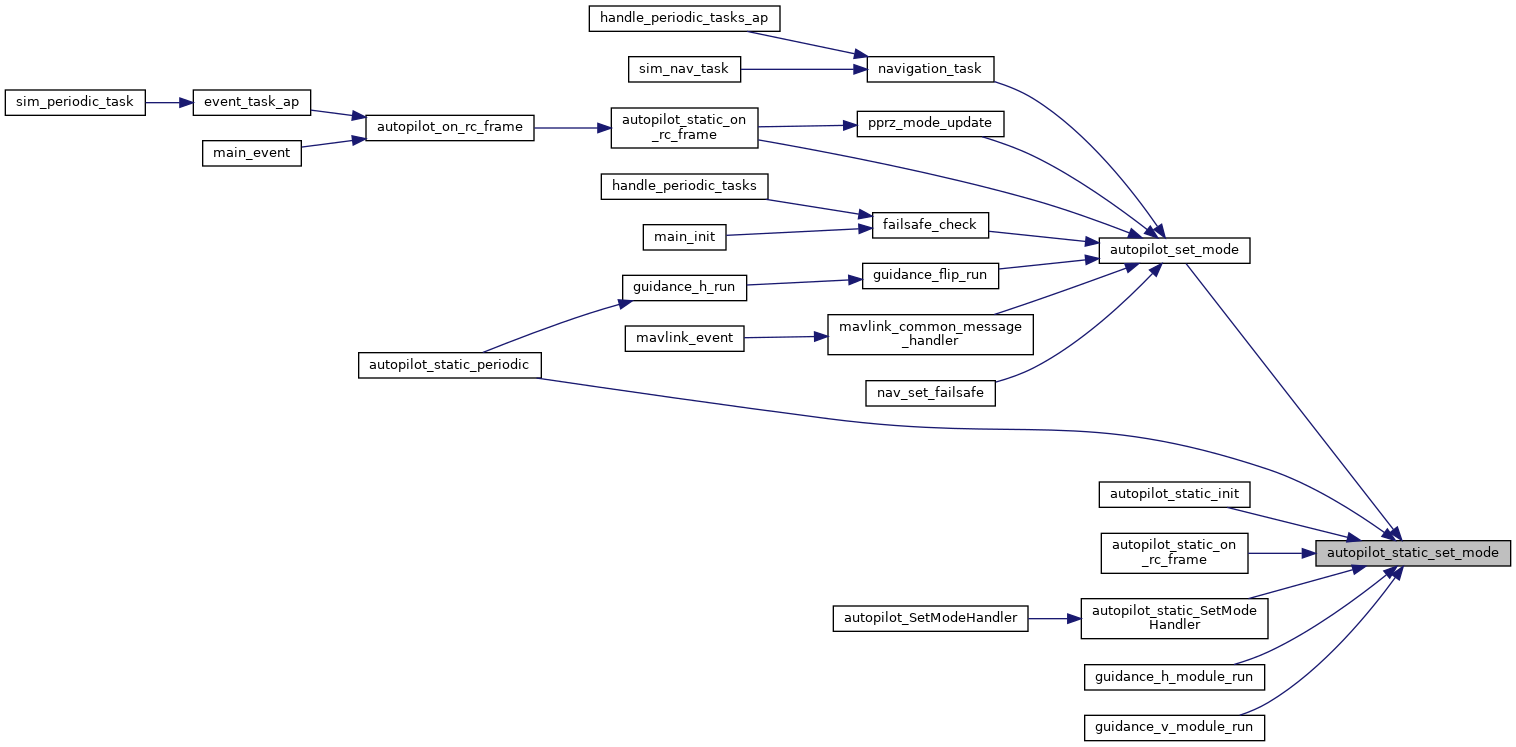 handle_periodic_tasks_ap
sim_nav_task
navigation_task
sim_periodic_task
event_task_ap
autopilot_on_rc_frame
main_event
autopilot_static_on
_rc_frame
pprz_mode_update
handle_periodic_tasks
main_init
failsafe_check
autopilot_set_mode
guidance_flip_run
guidance_h_run
mavlink_common_message
_handler
mavlink_event
autopilot_static_periodic
nav_set_failsafe
autopilot_static_init
autopilot_static_on
_rc_frame
autopilot_static_set_mode
autopilot_static_SetMode
Handler
autopilot_SetModeHandler
guidance_h_module_run
guidance_v_module_run